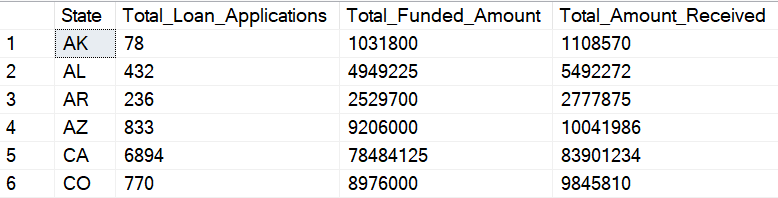 State Total_Loan_Applications Total_Funded_Amount Total_Amount_Received
1 AK 78 1031800 1108570
2 AL 432 4949225 5492272
3 AR 236 2529700 2777875
4 AZ 833 9206000 10041986
5 CA 6894 78484125 83901234
6 CO 770 8976000 9845810